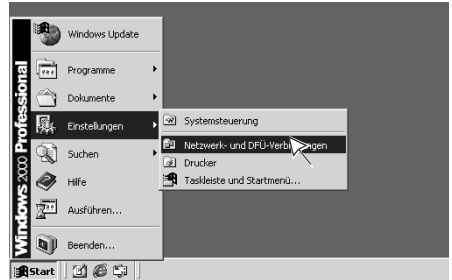 Windows 2000 Professional
Windows Update
Programme
Dokumente
Einstellungen
Suchen
Hilfe
Ausführen...
Beenden...
Systemsteuerung
Netzwerk- und DFÜ-Verbindungen
Drucker
Taskleiste und Startmenü...
Start